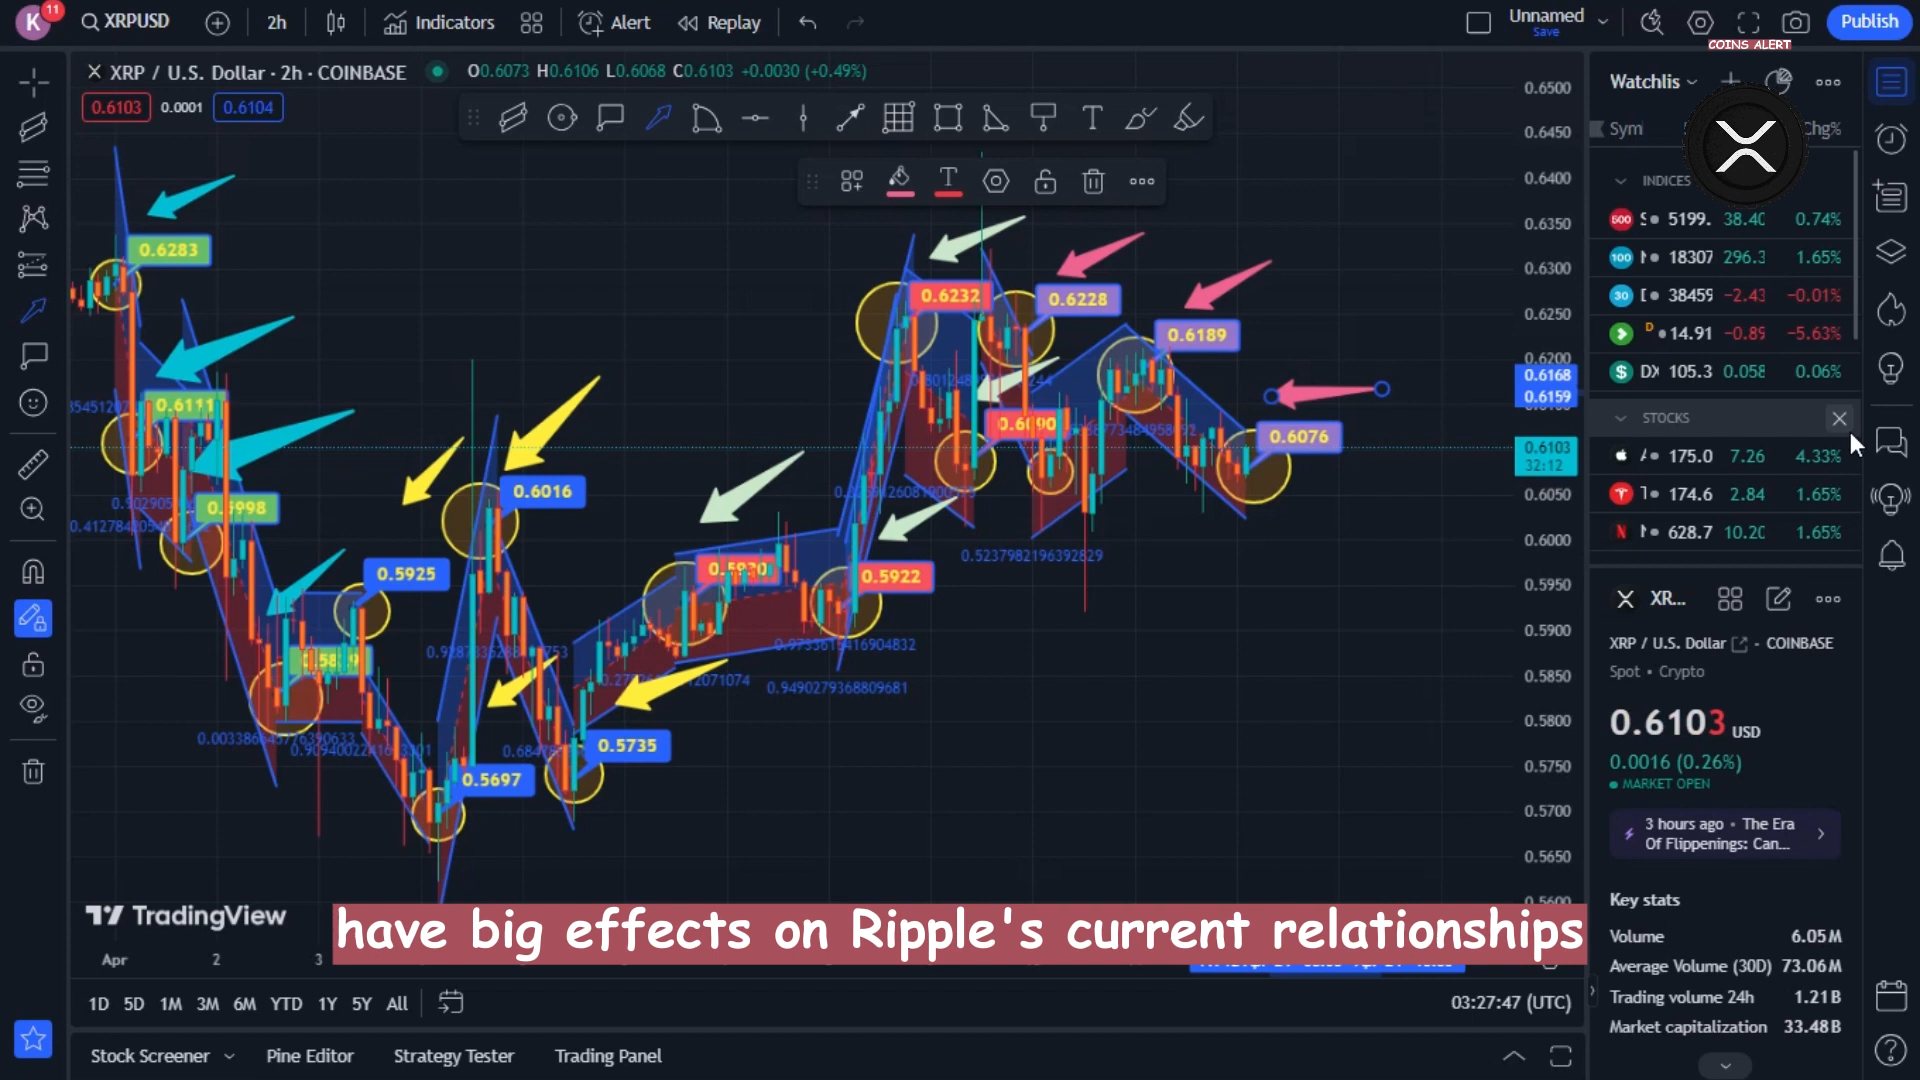 K
11
XRPUSD
2h
Indicators
Alert
Replay
Unnamed
Save
Publish
COINS ALERT
XRP / U.S. Dollar · 2h · COINBASE
O0.6073 H0.6106 L0.6068 C0.6103 +0.0030 (+0.49%)
0.6103 0.0001 0.6104
0.6500
0.6450
0.6400
0.6350
0.6300
0.6250
0.6200
0.6168
0.6159
0.6103
32:12
0.6050
0.6000
0.5950
0.5900
0.5850
0.5800
0.5750
0.5700
0.5650
0.5600
0.6283
0.6111
0.5998
0.5925
0.6016
0.5697
0.5735
0.5922
0.6232
0.6228
0.6189
0.6076
0.5237982196392829
0.9490279368809681
Watchlis
Sym
Chg%
INDICES
500 5199. 38.40 0.74%
100 18307 296.3 1.65%
30 38459 −2.43 −0.01%
D 14.91 −0.89 −5.63%
DX 105.3 0.058 0.06%
STOCKS
175.0 7.26 4.33%
174.6 2.84 1.65%
628.7 10.20 1.65%
XR...
XRP / U.S. Dollar · COINBASE
Spot · Crypto
0.6103 USD
0.0016 (0.26%)
MARKET OPEN
3 hours ago · The Era
Of Flippenings: Can...
Key stats
Volume 6.05M
Average Volume (30D) 73.06M
Trading volume 24h 1.21B
Market capitalization 33.48B
TradingView
have big effects on Ripple's current relationships
Apr 2 3
1D 5D 1M 3M 6M YTD 1Y 5Y All
03:27:47 (UTC)
Stock Screener Pine Editor Strategy Tester Trading Panel